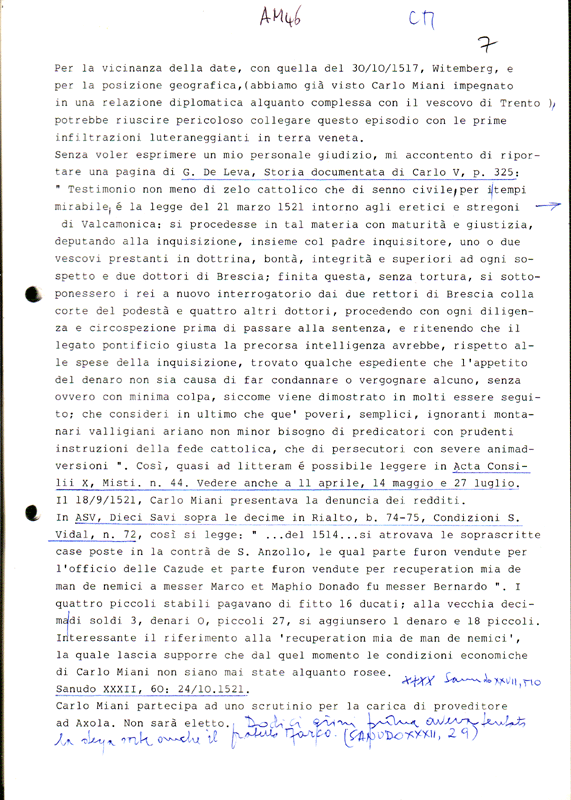 AM46
7
Per la vicinanza della date, con quella del 30/10/1517, Witemberg, e
per la posizione geografica,(abbiamo già visto Carlo Miani impegnato
in una relazione diplomatica alquanto complessa con il vescovo di Trento ),
potrebbe riuscire pericoloso collegare questo episodio con le prime
infiltrazioni luteraneggianti in terra veneta.
Senza voler esprimere un mio personale giudizio, mi accontento di ripor-
tare una pagina di G. De Leva, Storia documentata di Carlo V, p. 325:
" Testimonio non meno di zelo cattolico che di senno civile, per i tempi
mirabile, é la legge del 21 marzo 1521 intorno agli eretici e stregoni
di Valcamonica: si procedesse in tal materia con maturità e giustizia,
deputando alla inquisizione, insieme col padre inquisitore, uno o due
vescovi prestanti in dottrina, bontà, integrità e superiori ad ogni so-
spetto e due dottori di Brescia; finita questa, senza tortura, si sotto-
ponessero i rei a nuovo interrogatorio dai due rettori di Brescia colla
corte del podestà e quattro altri dottori, procedendo con ogni diligen-
za e circospezione prima di passare alla sentenza, e ritenendo che il
legato pontificio giusta la precorsa intelligenza avrebbe, rispetto al-
le spese della inquisizione, trovato qualche espediente che l'appetito
del denaro non sia causa di far condannare o vergognare alcuno, senza
ovvero con minima colpa, siccome viene dimostrato in molti essere segui-
to; che consideri in ultimo che que' poveri, semplici, ignoranti monta-
nari valligiani ariano non minor bisogno di predicatori con prudenti
instruzioni della fede cattolica, che di persecutori con severe animad-
versioni ". Così, quasi ad litteram é possibile leggere in Acta Consi-
lii X, Misti. n. 44. Vedere anche a 11 aprile, 14 maggio e 27 luglio.
Il 18/9/1521, Carlo Miani presentava la denuncia dei redditi.
In ASV, Dieci Savi sopra le decime in Rialto, b. 74-75, Condizioni S.
Vidal, n. 72, così si legge: " ...del 1514...si atrovava le soprascritte
case poste in la contrà de S. Anzollo, le qual parte furon vendute per
l'officio delle Cazude et parte furon vendute per recuperation mia de
man de nemici a messer Marco et Maphio Donado fu messer Bernardo ". I
quattro piccoli stabili pagavano di fitto 16 ducati; alla vecchia deci-
ma di soldi 3, denari 0, piccoli 27, si aggiunsero 1 denaro e 18 piccoli.
Interessante il riferimento alla 'recuperation mia de man de nemici',
la quale lascia supporre che dal quel momento le condizioni economiche
di Carlo Miani non siano mai state alquanto rosee.
Sanudo XXVII, 710
Sanudo XXXII, 60: 24/10.1521.
Carlo Miani partecipa ad uno scrutinio per la carica di proveditore
ad Axola. Non sarà eletto. Dodici giorni prima aveva tentato
la stessa sorte anche il fratello Marco. (SANUDO XXXII, 29)